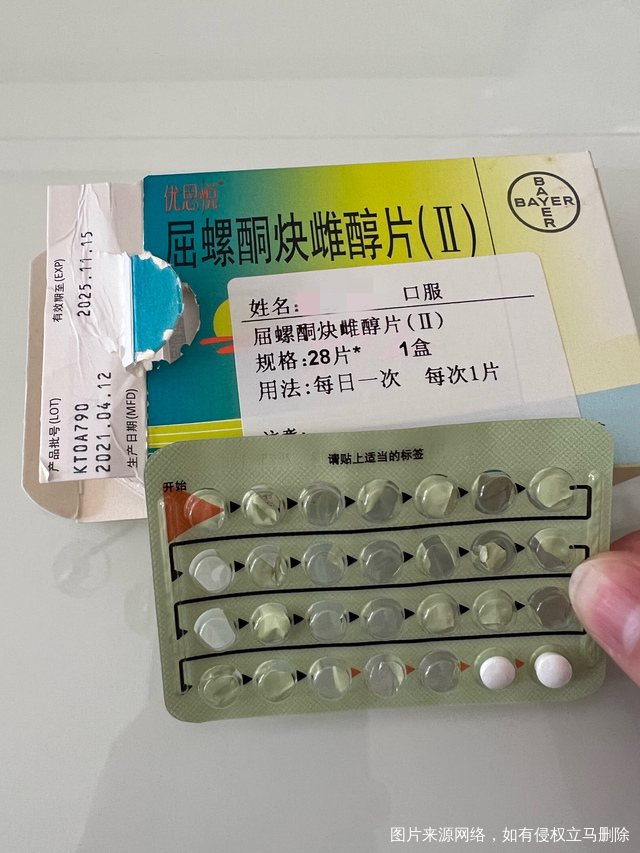 优思悦
屈螺酮炔雌醇片(Ⅱ)
BAYER
BAYER
有效期至(EXP)
2025.11.15
产品批号(LOT)
KT0A790
2021.04.12
生产日期(MFD)
姓名: 口服
屈螺酮炔雌醇片(Ⅱ)
规格:28片* 1盒
用法:每日一次 每次1片
请贴上适当的标签
开始
图片来源网络，如有侵权立马删除